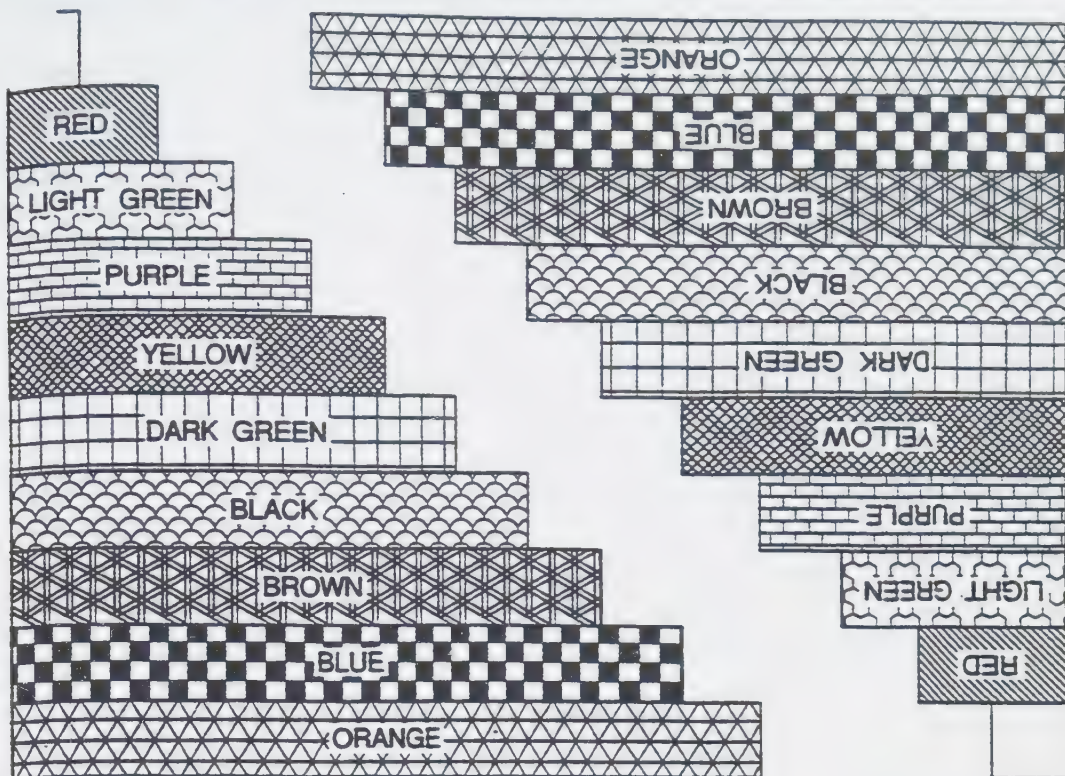 RED
LIGHT GREEN
PURPLE
YELLOW
DARK GREEN
BLACK
BROWN
BLUE
ORANGE
ORANGE
BLUE
BROWN
BLACK
DARK GREEN
YELLOW
PURPLE
LIGHT GREEN
RED